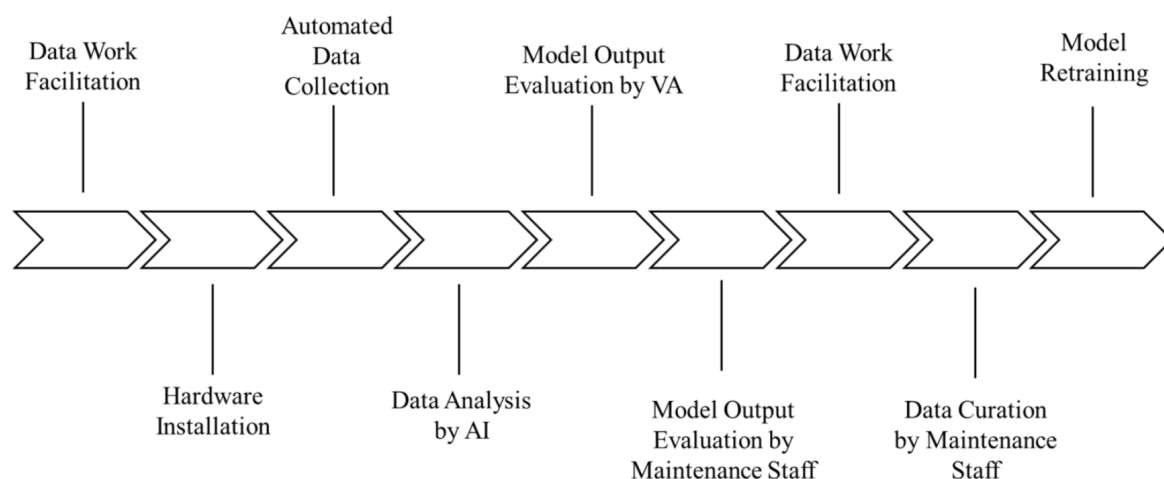 Data Work
Facilitation
Hardware
Installation
Automated
Data
Collection
Data Analysis
by AI
Model Output
Evaluation by VA
Model Output
Evaluation by
Maintenance Staff
Data Work
Facilitation
Data Curation
by Maintenance
Staff
Model
Retraining